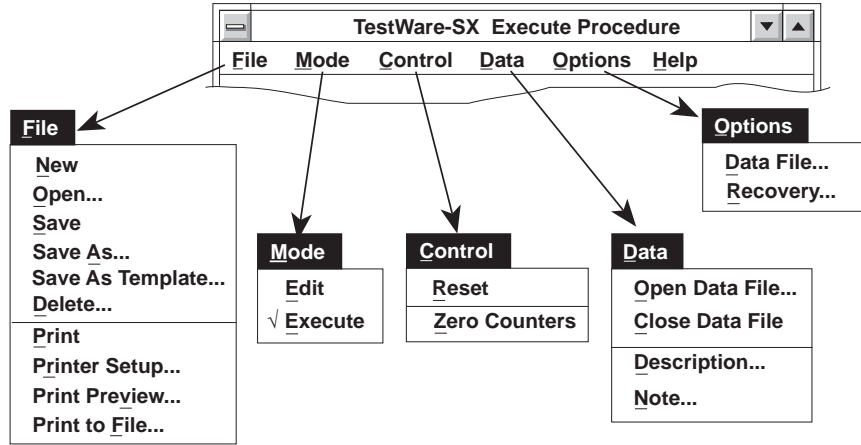 TestWare-SX Execute Procedure
File Mode Control Data Options Help
File
New
Open...
Save
Save As...
Save As Template...
Delete...
Print
Printer Setup...
Print Preview...
Print to File...
Mode
Edit
√ Execute
Control
Reset
Zero Counters
Data
Open Data File...
Close Data File
Description...
Note...
Options
Data File...
Recovery...